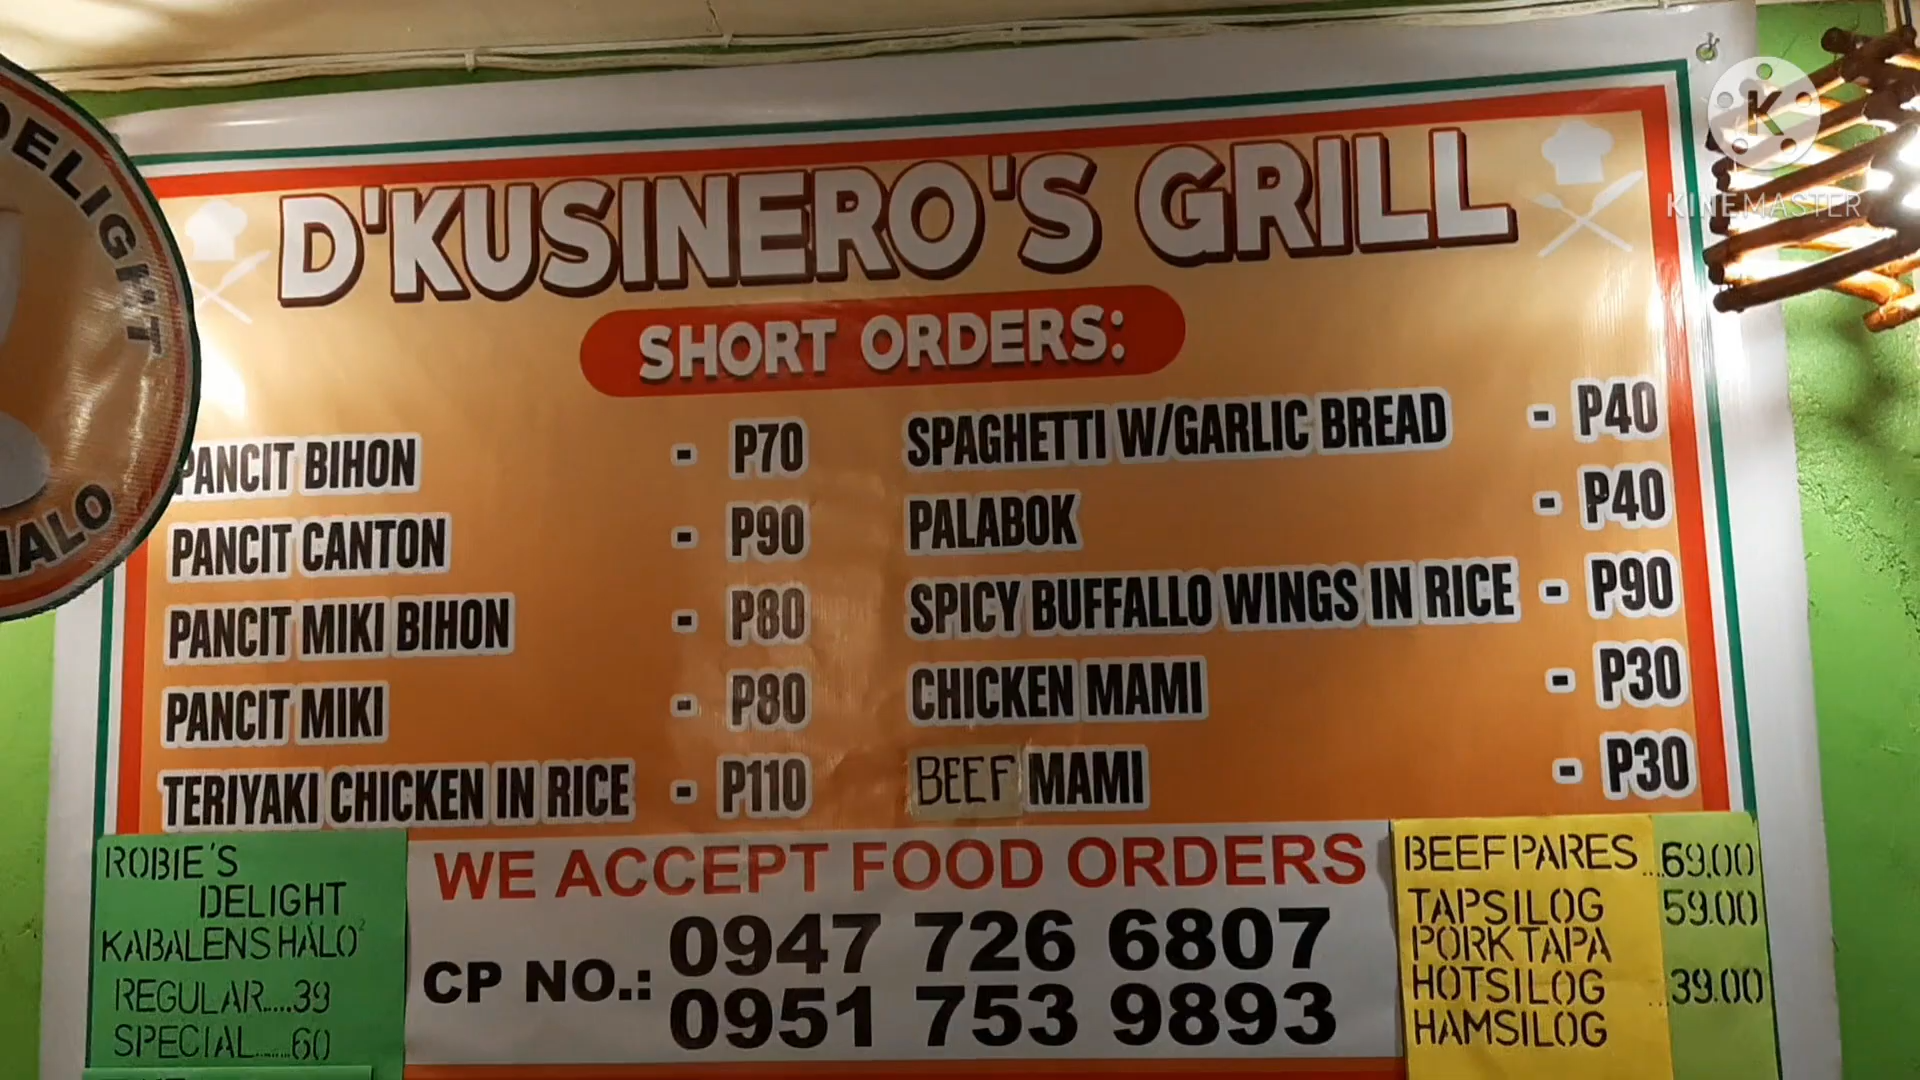 DELIGHT
HALO
KINEMASTER
D'KUSINERO'S GRILL
SHORT ORDERS:
PANCIT BIHON - P70
PANCIT CANTON - P90
PANCIT MIKI BIHON - P80
PANCIT MIKI - P80
TERIYAKI CHICKEN IN RICE - P110
SPAGHETTI W/GARLIC BREAD - P40
PALABOK - P40
SPICY BUFFALLO WINGS IN RICE - P90
CHICKEN MAMI - P30
BEEF MAMI - P30
ROBIE'S
DELIGHT
KABALENS HALO²
REGULAR.....39
SPECIAL.......60
WE ACCEPT FOOD ORDERS
CP NO.: 0947 726 6807
0951 753 9893
BEEF PARES...69.00
TAPSILOG 59.00
PORK TAPA
HOTSILOG ...39.00
HAMSILOG